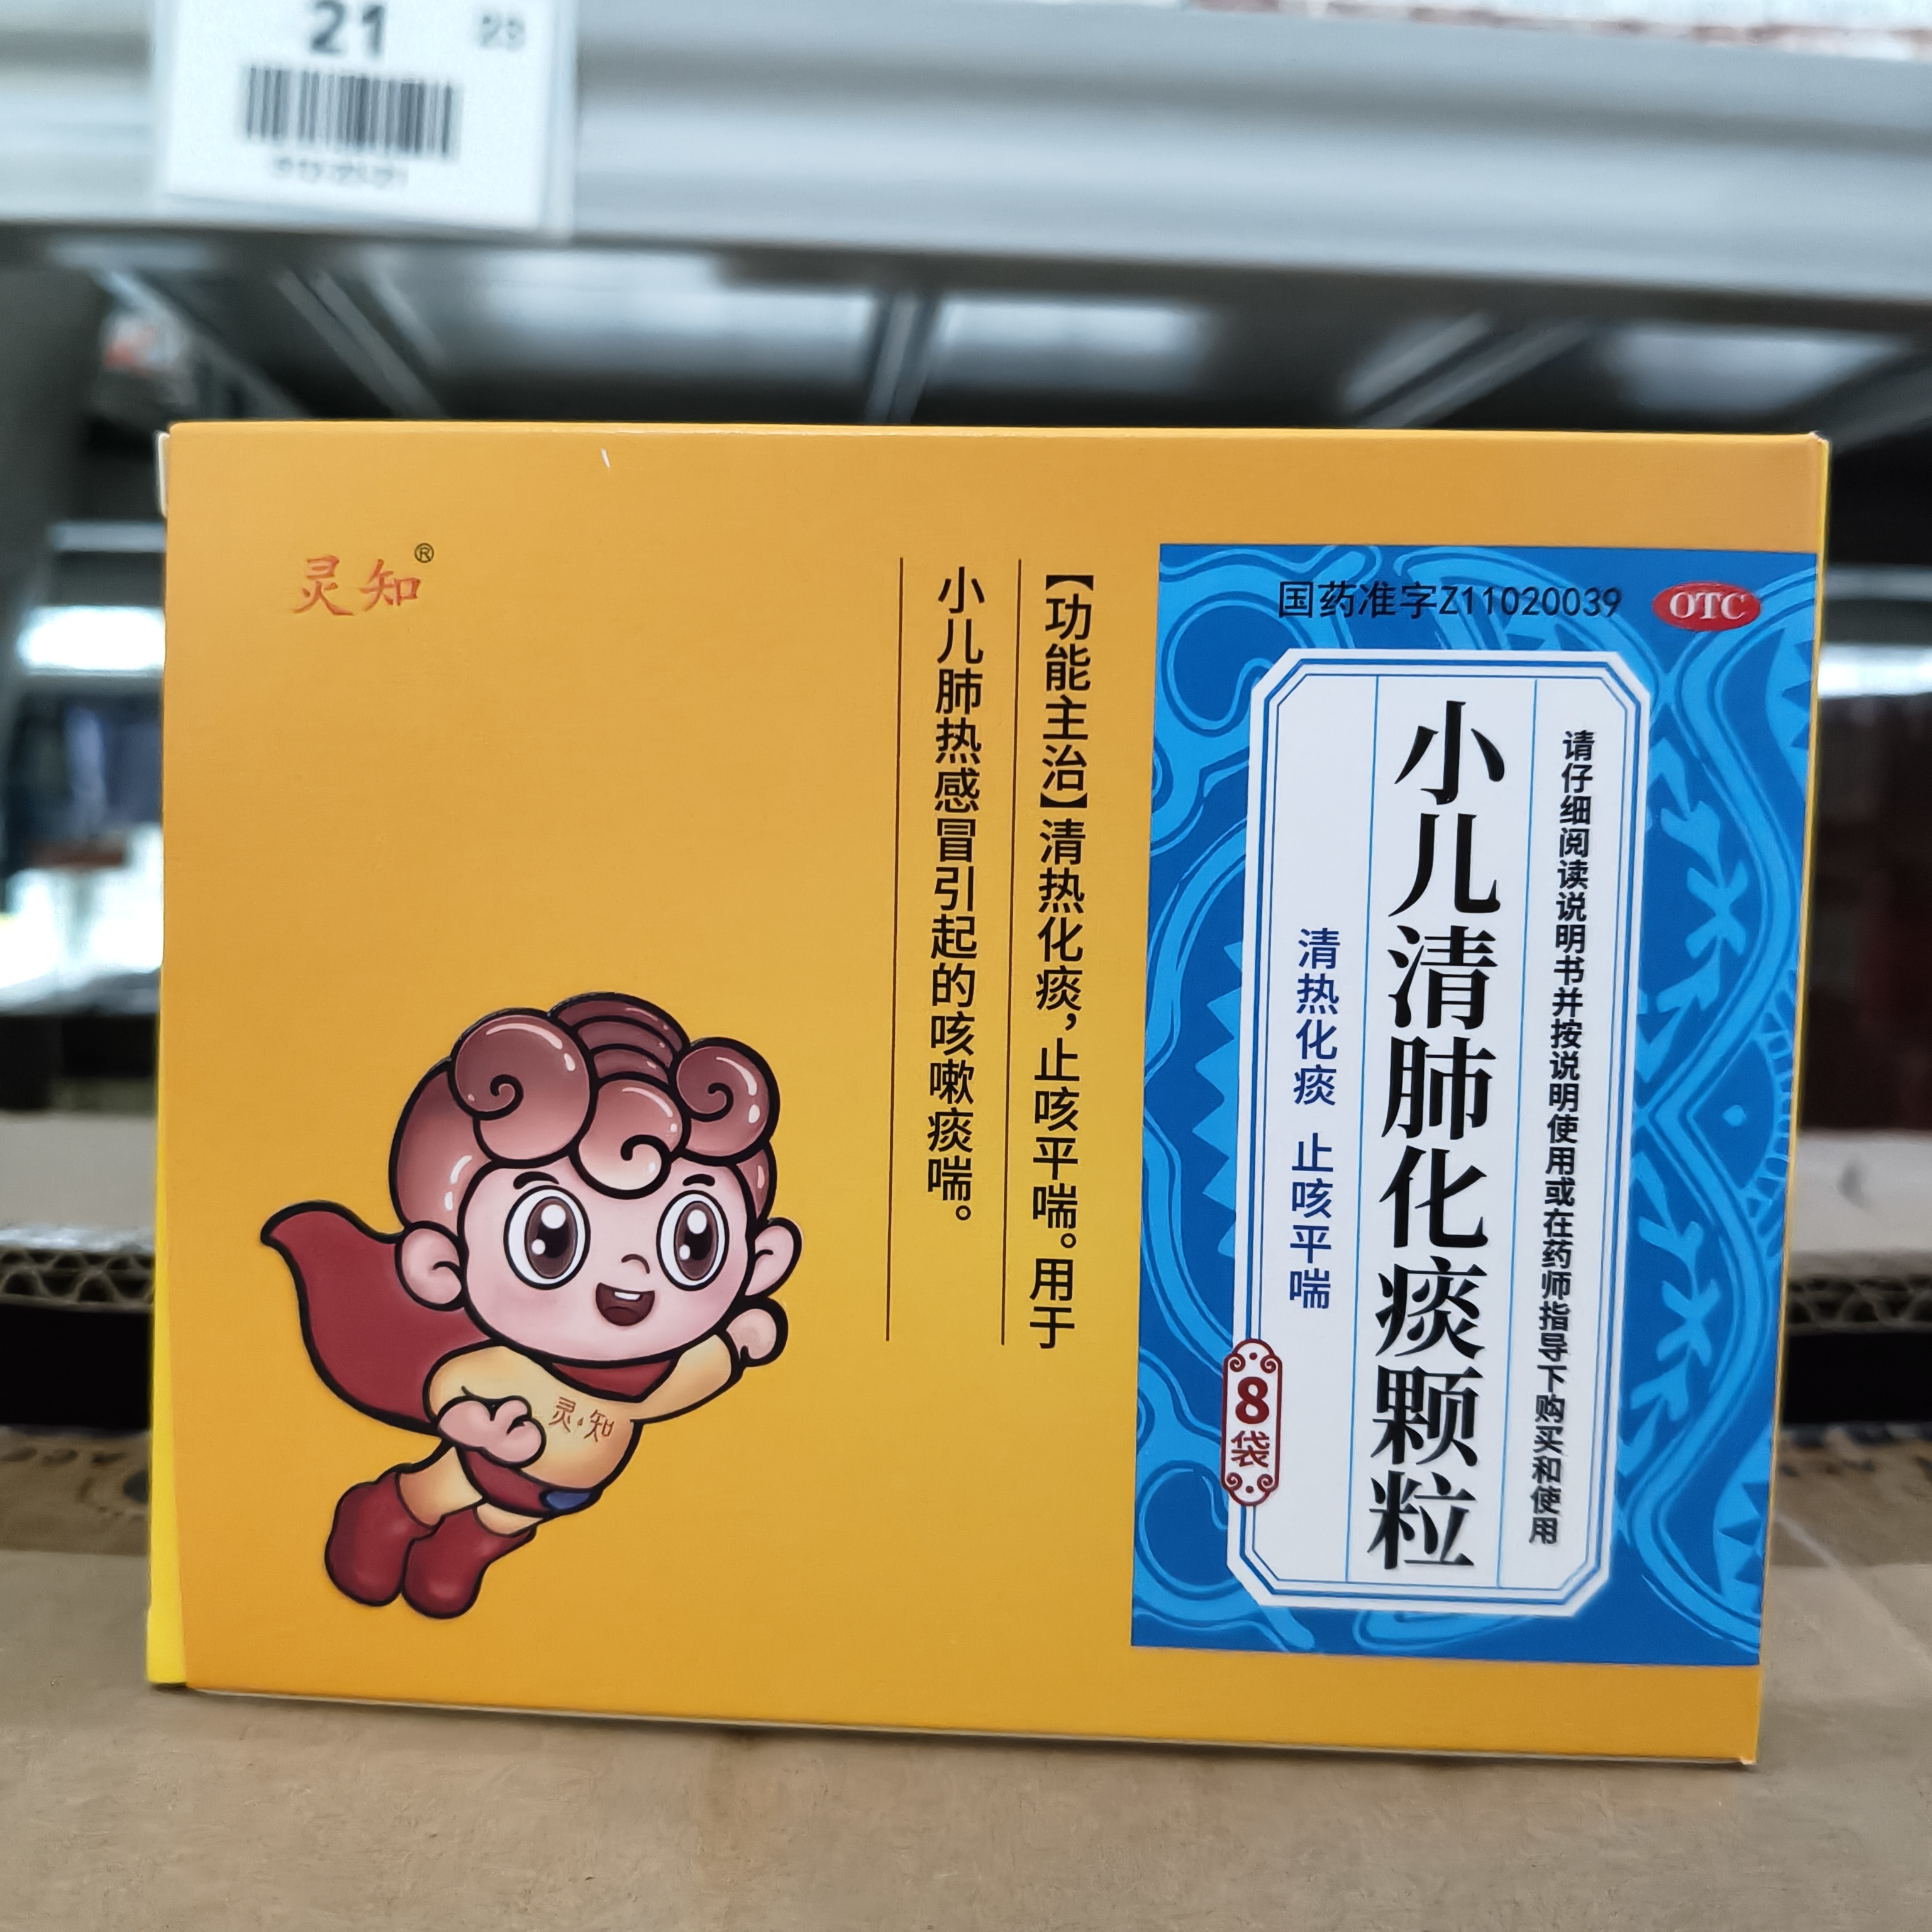 21
23
灵知®
国药准字Z11020039
OTC
请仔细阅读说明书并按说明使用或在药师指导下购买和使用
小儿清肺化痰颗粒
清热化痰 止咳平喘
8袋
【功能主治】清热化痰，止咳平喘。用于
小儿肺热感冒引起的咳嗽痰喘。
灵·知